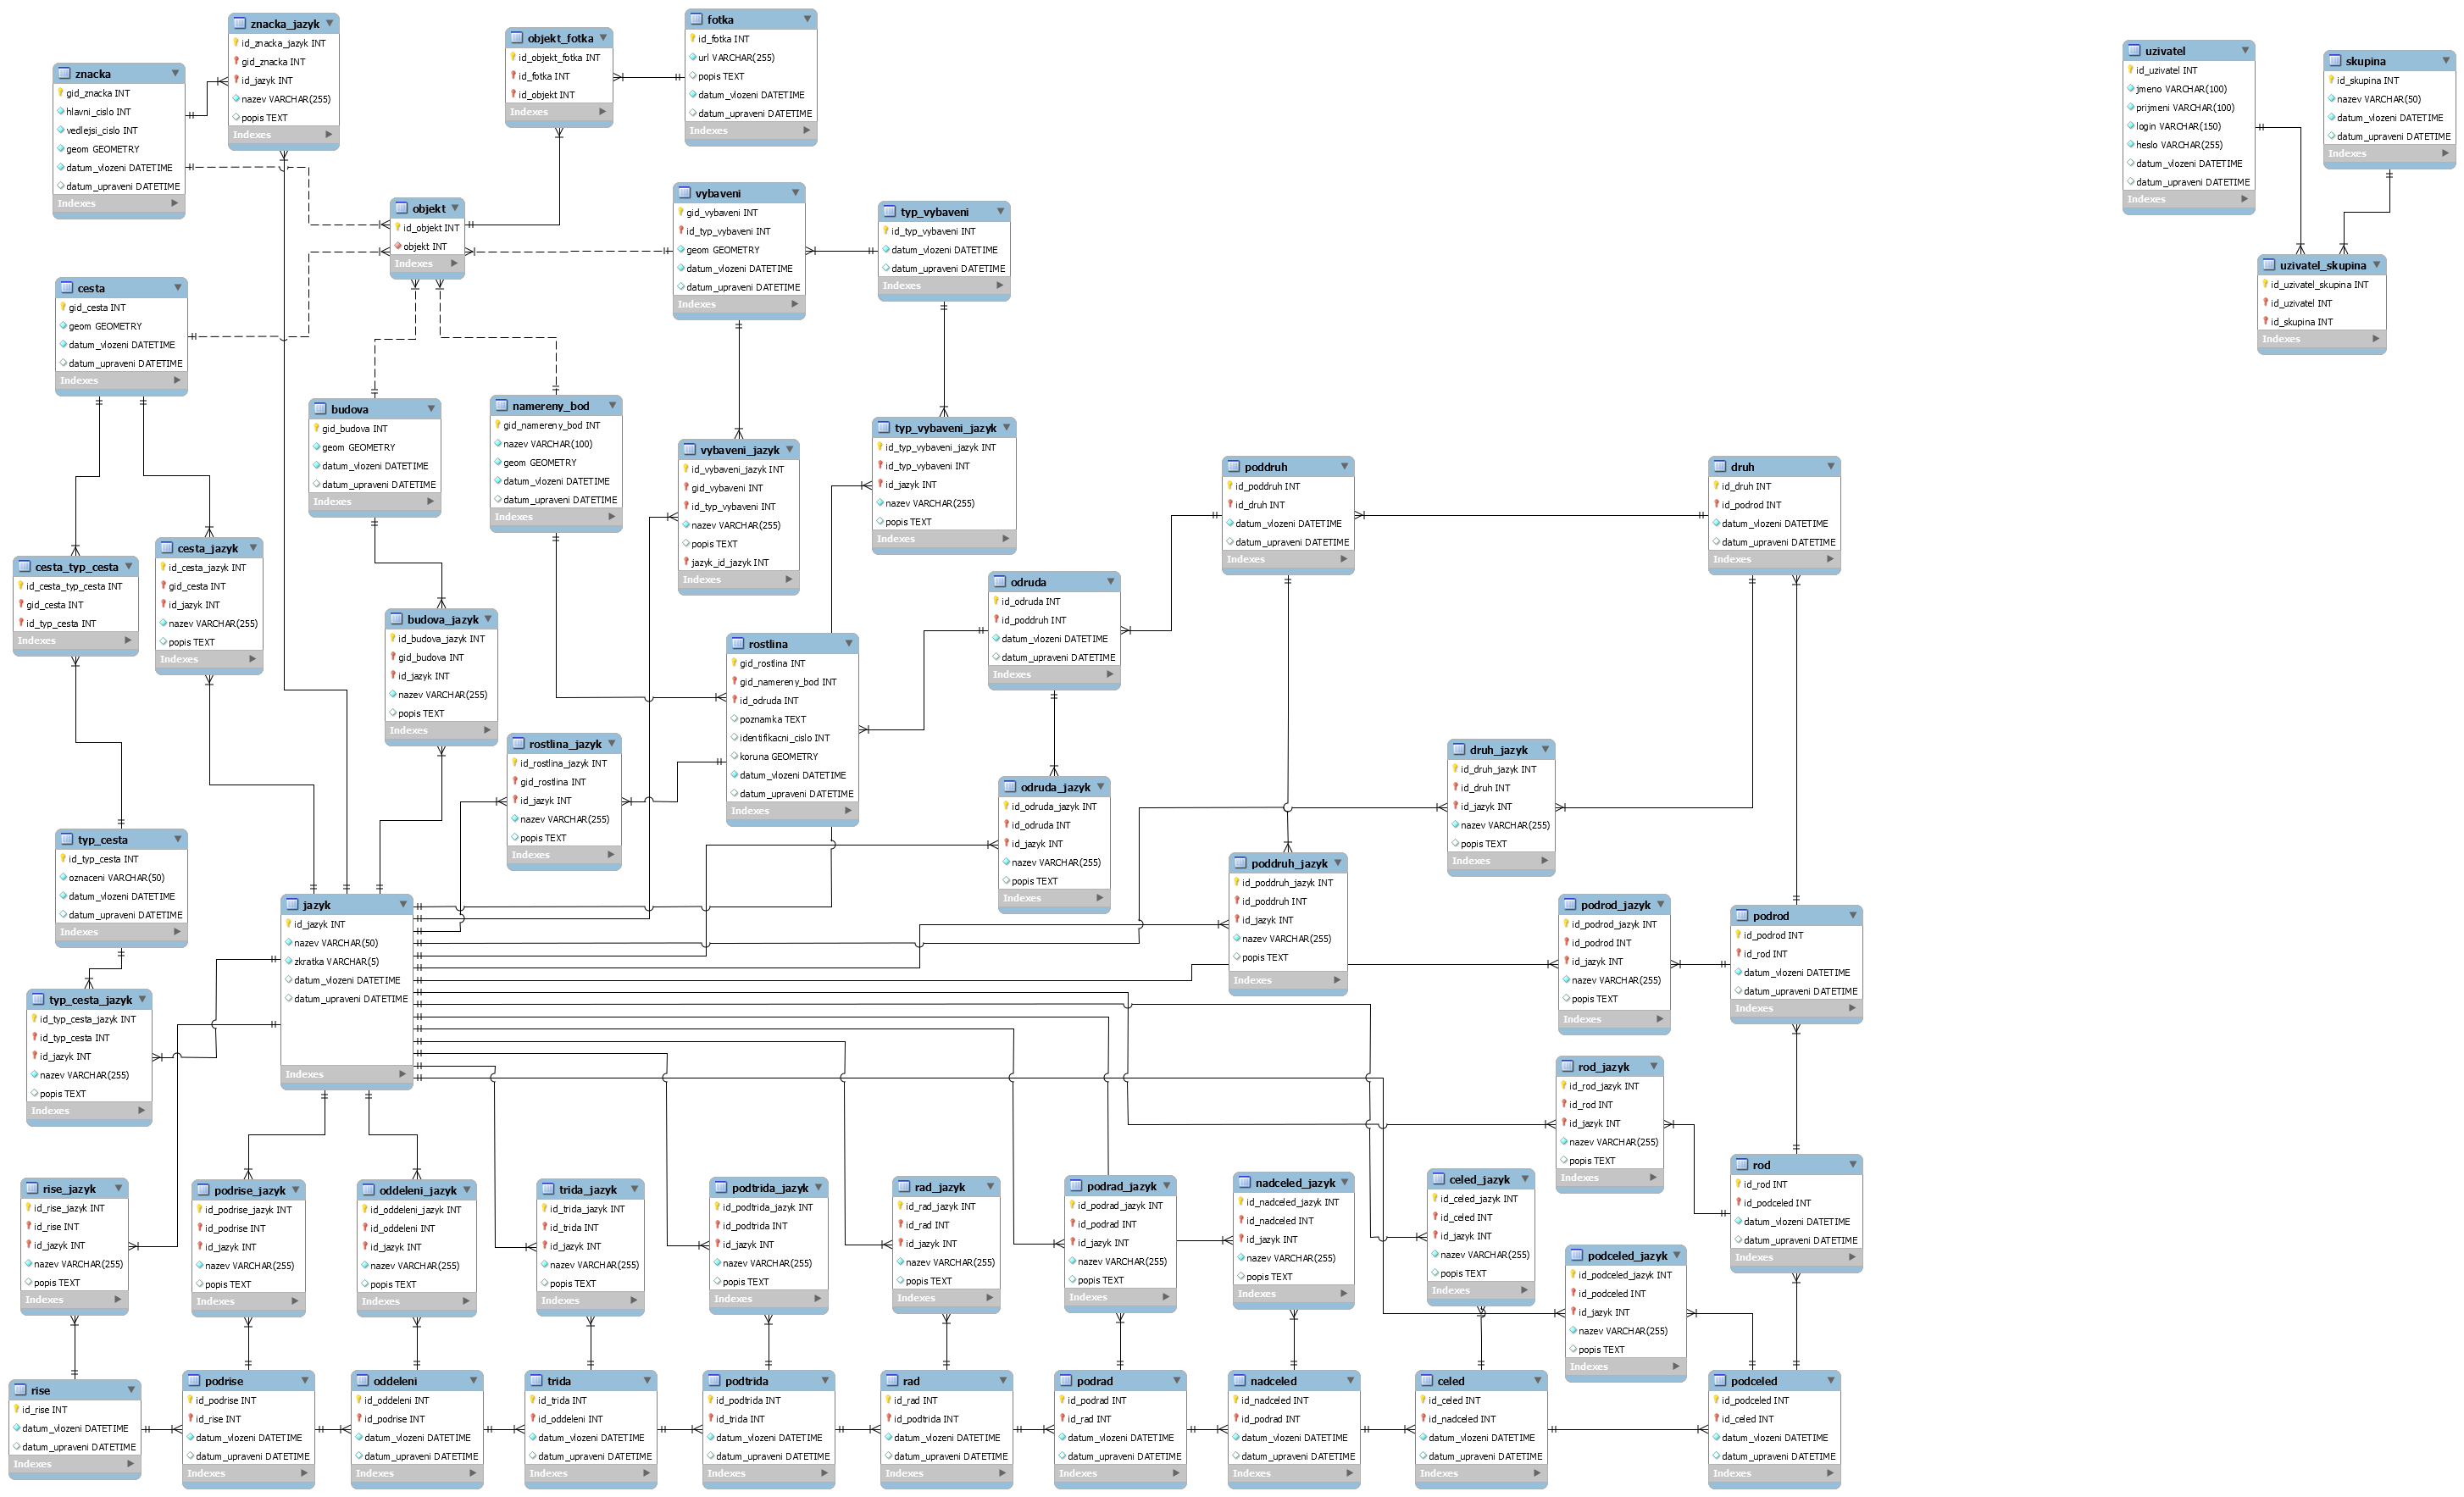 znacka_jazyk
id_znacka_jazyk INT
gid_znacka INT
id_jazyk INT
nazev VARCHAR(255)
popis TEXT
Indexes
objekt_fotka
id_objekt_fotka INT
id_fotka INT
id_objekt INT
Indexes
fotka
id_fotka INT
url VARCHAR(255)
popis TEXT
datum_vlozeni DATETIME
datum_upraveni DATETIME
Indexes
uzivatel
id_uzivatel INT
jmeno VARCHAR(100)
prijmeni VARCHAR(100)
login VARCHAR(150)
heslo VARCHAR(255)
datum_vlozeni DATETIME
datum_upraveni DATETIME
Indexes
skupina
id_skupina INT
nazev VARCHAR(50)
datum_vlozeni DATETIME
datum_upraveni DATETIME
Indexes
znacka
gid_znacka INT
hlavni_cislo INT
vedlejsi_cislo INT
geom GEOMETRY
datum_vlozeni DATETIME
datum_upraveni DATETIME
Indexes
objekt
id_objekt INT
objekt INT
Indexes
vybaveni
gid_vybaveni INT
id_typ_vybaveni INT
geom GEOMETRY
datum_vlozeni DATETIME
datum_upraveni DATETIME
Indexes
typ_vybaveni
id_typ_vybaveni INT
datum_vlozeni DATETIME
datum_upraveni DATETIME
Indexes
uzivatel_skupina
id_uzivatel_skupina INT
id_uzivatel INT
id_skupina INT
Indexes
cesta
gid_cesta INT
geom GEOMETRY
datum_vlozeni DATETIME
datum_upraveni DATETIME
Indexes
budova
gid_budova INT
geom GEOMETRY
datum_vlozeni DATETIME
datum_upraveni DATETIME
Indexes
namereny_bod
gid_namereny_bod INT
nazev VARCHAR(100)
geom GEOMETRY
datum_vlozeni DATETIME
datum_upraveni DATETIME
Indexes
vybaveni_jazyk
id_vybaveni_jazyk INT
gid_vybaveni INT
id_typ_vybaveni INT
nazev VARCHAR(255)
popis TEXT
jazyk_id_jazyk INT
Indexes
typ_vybaveni_jazyk
id_typ_vybaveni_jazyk INT
id_typ_vybaveni INT
id_jazyk INT
nazev VARCHAR(255)
popis TEXT
Indexes
poddruh
id_poddruh INT
id_druh INT
datum_vlozeni DATETIME
datum_upraveni DATETIME
Indexes
druh
id_druh INT
id_podrod INT
datum_vlozeni DATETIME
datum_upraveni DATETIME
Indexes
cesta_typ_cesta
id_cesta_typ_cesta INT
gid_cesta INT
id_typ_cesta INT
Indexes
cesta_jazyk
id_cesta_jazyk INT
gid_cesta INT
id_jazyk INT
nazev VARCHAR(255)
popis TEXT
Indexes
budova_jazyk
id_budova_jazyk INT
gid_budova INT
id_jazyk INT
nazev VARCHAR(255)
popis TEXT
Indexes
odruda
id_odruda INT
id_poddruh INT
datum_vlozeni DATETIME
datum_upraveni DATETIME
Indexes
rostlina
gid_rostlina INT
gid_namereny_bod INT
id_odruda INT
poznamka TEXT
identifikacni_cislo INT
koruna GEOMETRY
datum_vlozeni DATETIME
datum_upraveni DATETIME
Indexes
rostlina_jazyk
id_rostlina_jazyk INT
gid_rostlina INT
id_jazyk INT
nazev VARCHAR(255)
popis TEXT
Indexes
odruda_jazyk
id_odruda_jazyk INT
id_odruda INT
id_jazyk INT
nazev VARCHAR(255)
popis TEXT
Indexes
druh_jazyk
id_druh_jazyk INT
id_druh INT
id_jazyk INT
nazev VARCHAR(255)
popis TEXT
Indexes
typ_cesta
id_typ_cesta INT
oznaceni VARCHAR(50)
datum_vlozeni DATETIME
datum_upraveni DATETIME
Indexes
jazyk
id_jazyk INT
nazev VARCHAR(50)
zkratka VARCHAR(5)
datum_vlozeni DATETIME
datum_upraveni DATETIME
Indexes
poddruh_jazyk
id_poddruh_jazyk INT
id_poddruh INT
id_jazyk INT
nazev VARCHAR(255)
popis TEXT
Indexes
podrod_jazyk
id_podrod_jazyk INT
id_podrod INT
id_jazyk INT
nazev VARCHAR(255)
popis TEXT
Indexes
podrod
id_podrod INT
id_rod INT
datum_vlozeni DATETIME
datum_upraveni DATETIME
Indexes
typ_cesta_jazyk
id_typ_cesta_jazyk INT
id_typ_cesta INT
id_jazyk INT
nazev VARCHAR(255)
popis TEXT
Indexes
rod_jazyk
id_rod_jazyk INT
id_rod INT
id_jazyk INT
nazev VARCHAR(255)
popis TEXT
Indexes
rod
id_rod INT
id_podceled INT
datum_vlozeni DATETIME
datum_upraveni DATETIME
Indexes
rise_jazyk
id_rise_jazyk INT
id_rise INT
id_jazyk INT
nazev VARCHAR(255)
popis TEXT
Indexes
podrise_jazyk
id_podrise_jazyk INT
id_podrise INT
id_jazyk INT
nazev VARCHAR(255)
popis TEXT
Indexes
oddeleni_jazyk
id_oddeleni_jazyk INT
id_oddeleni INT
id_jazyk INT
nazev VARCHAR(255)
popis TEXT
Indexes
trida_jazyk
id_trida_jazyk INT
id_trida INT
id_jazyk INT
nazev VARCHAR(255)
popis TEXT
Indexes
podtrida_jazyk
id_podtrida_jazyk INT
id_podtrida INT
id_jazyk INT
nazev VARCHAR(255)
popis TEXT
Indexes
rad_jazyk
id_rad_jazyk INT
id_rad INT
id_jazyk INT
nazev VARCHAR(255)
popis TEXT
Indexes
podrad_jazyk
id_podrad_jazyk INT
id_podrad INT
id_jazyk INT
nazev VARCHAR(255)
popis TEXT
Indexes
nadceled_jazyk
id_nadceled_jazyk INT
id_nadceled INT
id_jazyk INT
nazev VARCHAR(255)
popis TEXT
Indexes
celed_jazyk
id_celed_jazyk INT
id_celed INT
id_jazyk INT
nazev VARCHAR(255)
popis TEXT
Indexes
podceled_jazyk
id_podceled_jazyk INT
id_podceled INT
id_jazyk INT
nazev VARCHAR(255)
popis TEXT
Indexes
rise
id_rise INT
datum_vlozeni DATETIME
datum_upraveni DATETIME
Indexes
podrise
id_podrise INT
id_rise INT
datum_vlozeni DATETIME
datum_upraveni DATETIME
Indexes
oddeleni
id_oddeleni INT
id_podrise INT
datum_vlozeni DATETIME
datum_upraveni DATETIME
Indexes
trida
id_trida INT
id_oddeleni INT
datum_vlozeni DATETIME
datum_upraveni DATETIME
Indexes
podtrida
id_podtrida INT
id_trida INT
datum_vlozeni DATETIME
datum_upraveni DATETIME
Indexes
rad
id_rad INT
id_podtrida INT
datum_vlozeni DATETIME
datum_upraveni DATETIME
Indexes
podrad
id_podrad INT
id_rad INT
datum_vlozeni DATETIME
datum_upraveni DATETIME
Indexes
nadceled
id_nadceled INT
id_podrad INT
datum_vlozeni DATETIME
datum_upraveni DATETIME
Indexes
celed
id_celed INT
id_nadceled INT
datum_vlozeni DATETIME
datum_upraveni DATETIME
Indexes
podceled
id_podceled INT
id_celed INT
datum_vlozeni DATETIME
datum_upraveni DATETIME
Indexes